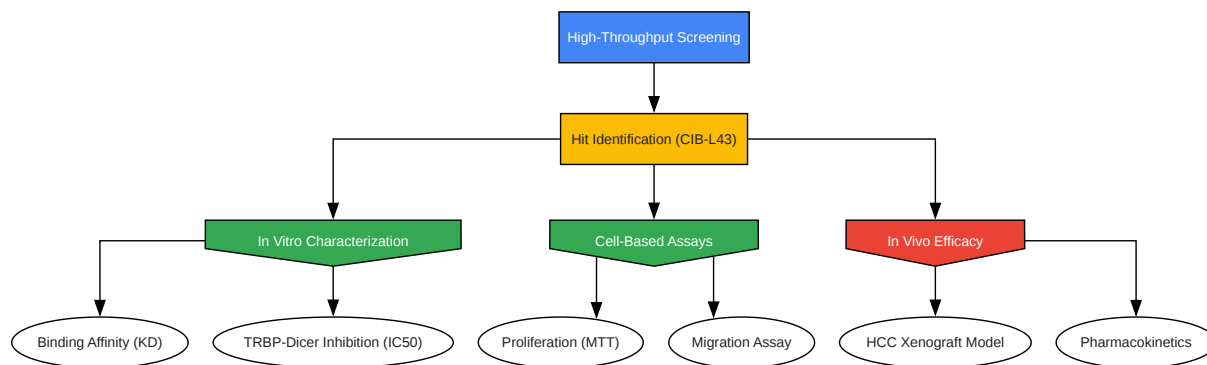 High-Throughput Screening
Hit Identification (CIB-L43)
In Vitro Characterization
Cell-Based Assays
In Vivo Efficacy
Binding Affinity (KD)
TRBP-Dicer Inhibition (IC50)
Proliferation (MTT)
Migration Assay
HCC Xenograft Model
Pharmacokinetics